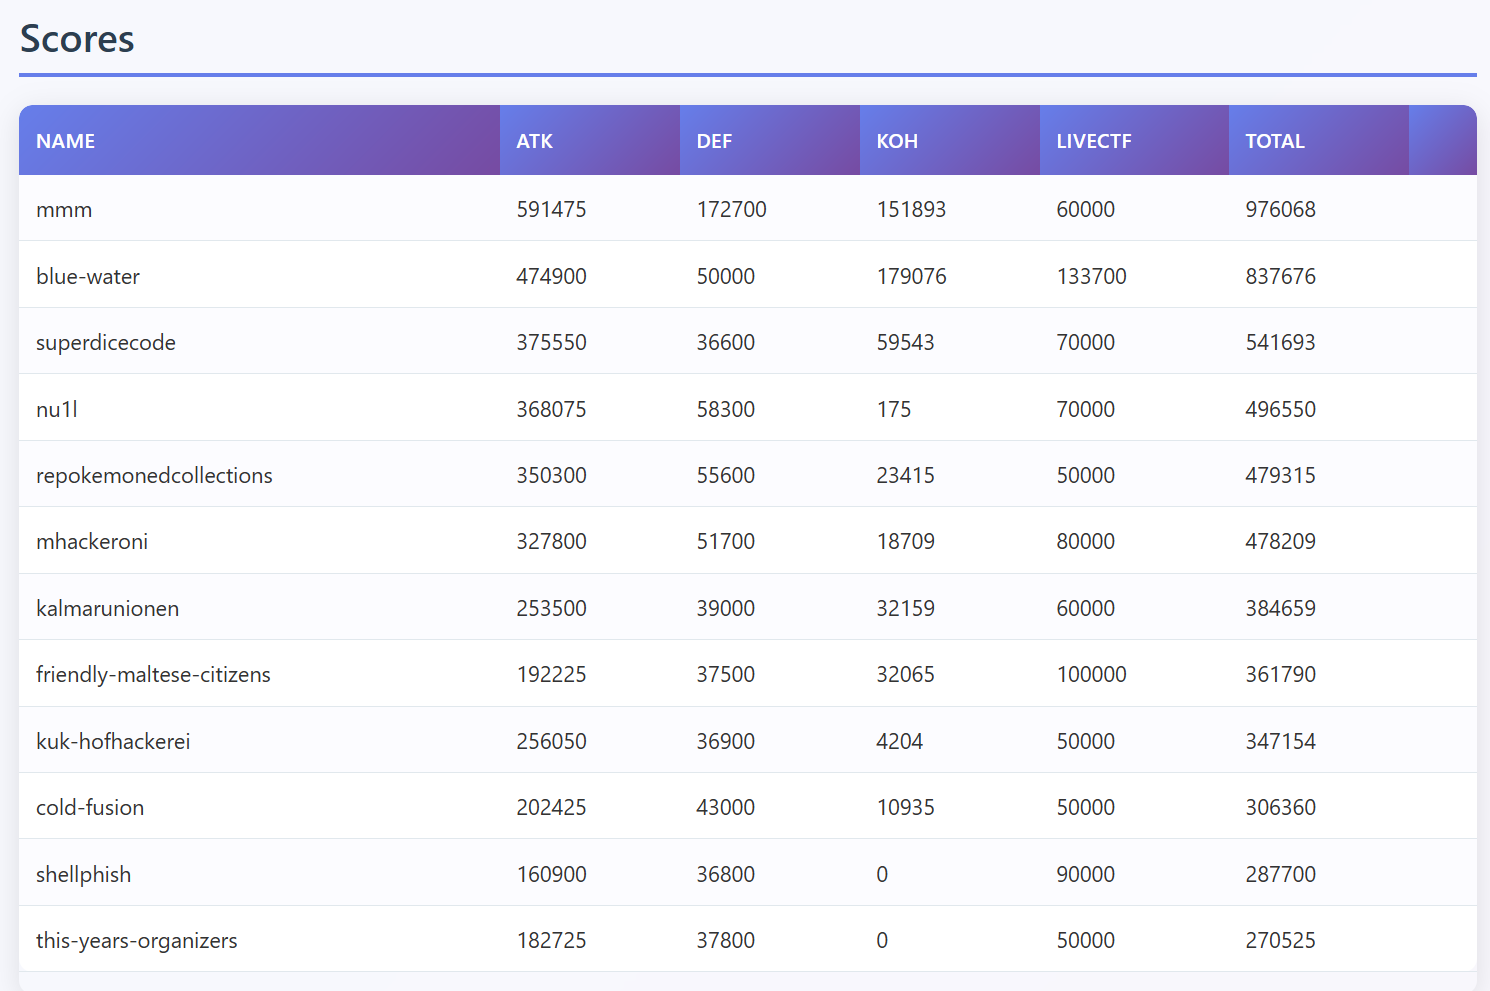 Scores
NAME ATK DEF KOH LIVECTF TOTAL
mmm 591475 172700 151893 60000 976068
blue-water 474900 50000 179076 133700 837676
superdicecode 375550 36600 59543 70000 541693
nu1l 368075 58300 175 70000 496550
repokemonedcollections 350300 55600 23415 50000 479315
mhackeroni 327800 51700 18709 80000 478209
kalmarunionen 253500 39000 32159 60000 384659
friendly-maltese-citizens 192225 37500 32065 100000 361790
kuk-hofhackerei 256050 36900 4204 50000 347154
cold-fusion 202425 43000 10935 50000 306360
shellphish 160900 36800 0 90000 287700
this-years-organizers 182725 37800 0 50000 270525